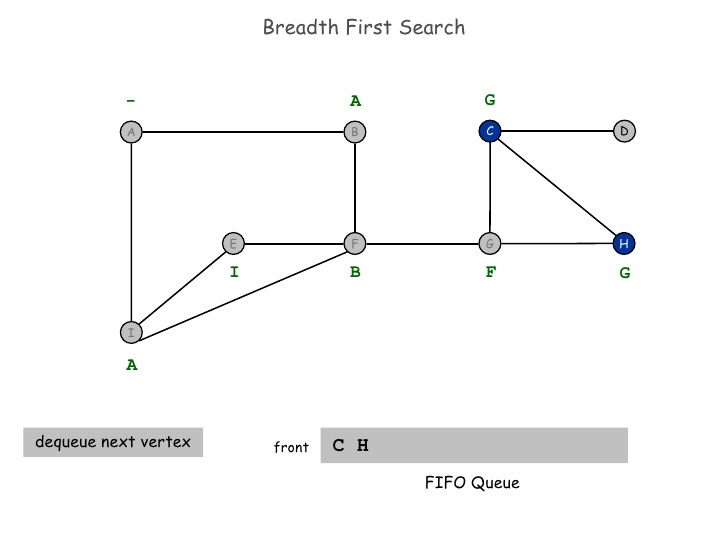 Breadth First Search
- A G
A B C D
E F G H
I B F G
I
A
dequeue next vertex
front C H
FIFO Queue